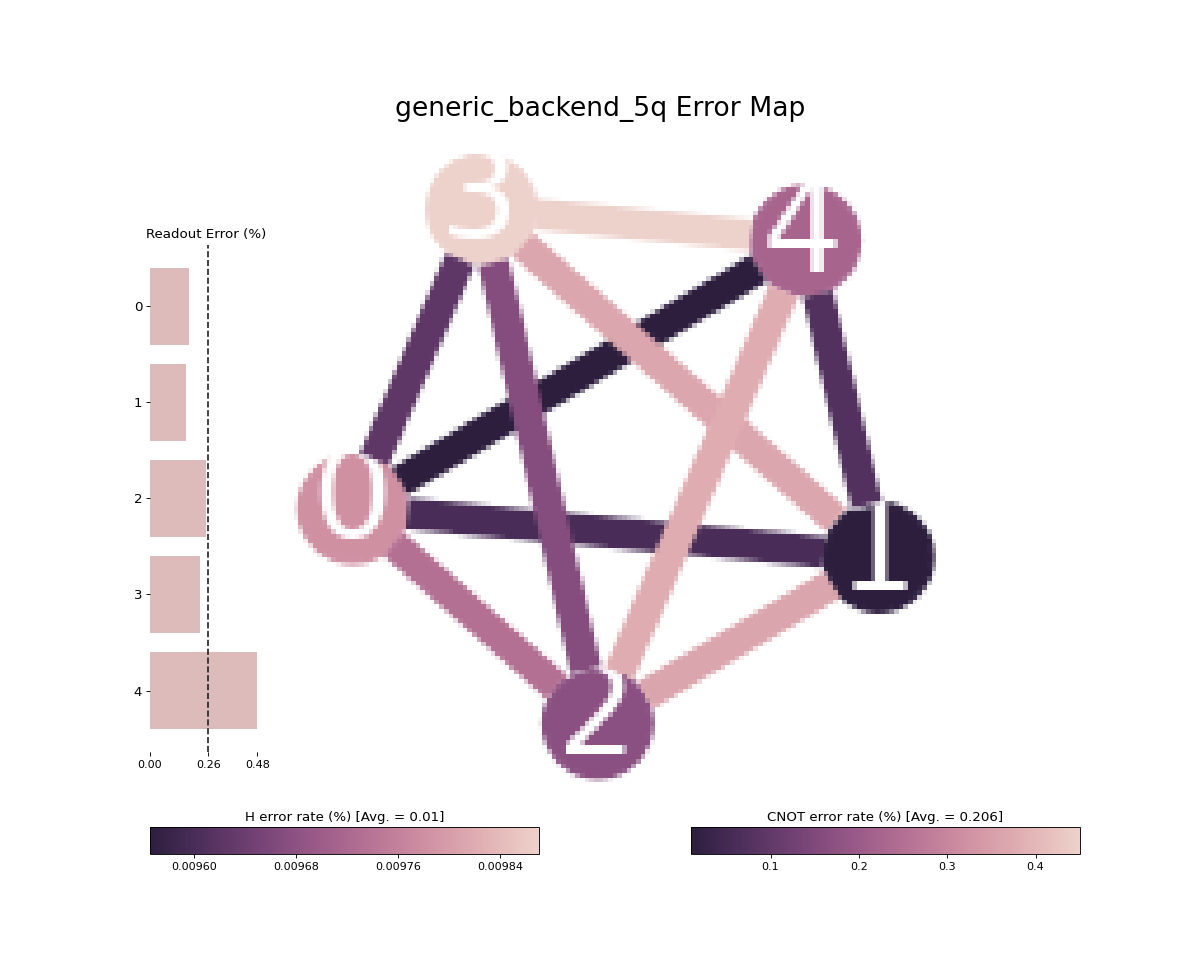 generic_backend_5q Error Map
3
4
Readout Error (%)
0
1
2
3
4
0.00 0.26 0.48
0
1
2
H error rate (%) [Avg. = 0.01]
0.00960 0.00968 0.00976 0.00984
CNOT error rate (%) [Avg. = 0.206]
0.1 0.2 0.3 0.4